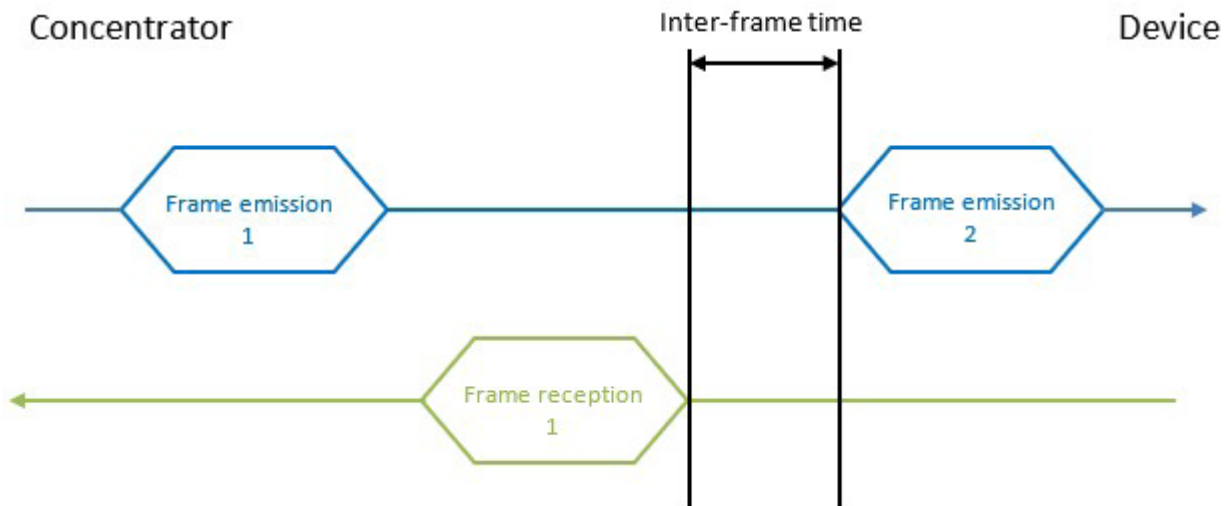 Concentrator
Inter-frame time
Device
Frame emission
1
Frame emission
2
Frame reception
1